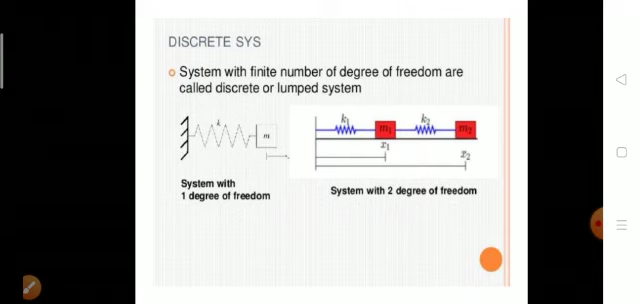 DISCRETE SYS
System with finite number of degree of freedom are
called discrete or lumped system
k
m
k1
m1
k2
m2
x1
x2
System with
1 degree of freedom
System with 2 degree of freedom